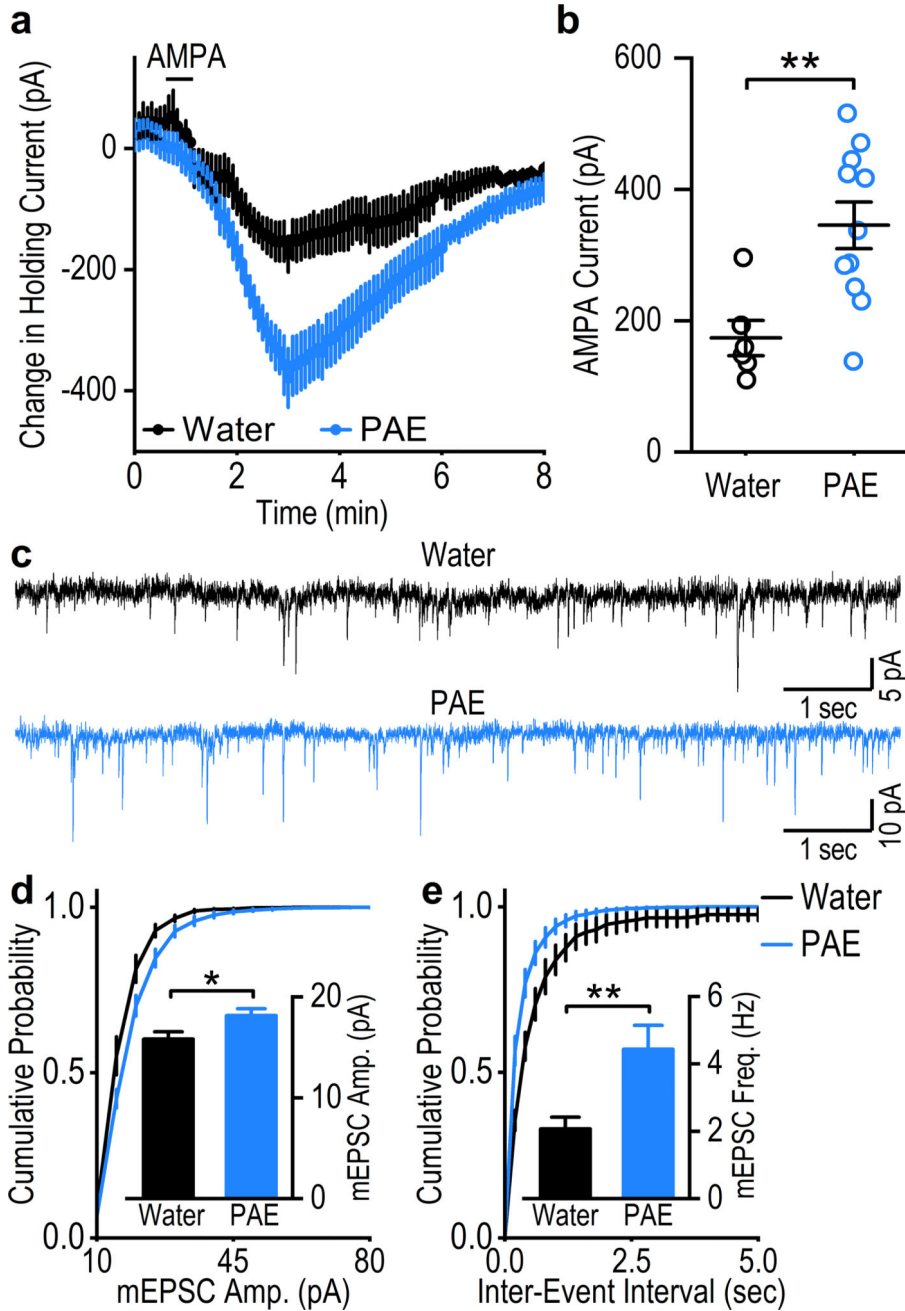 a
AMPA
Change in Holding Current (pA)
0
-200
-400
Water
PAE
0 2 4 6 8
Time (min)
b
**
AMPA Current (pA)
600
400
200
0
Water PAE
c
Water
5 pA
1 sec
PAE
10 pA
1 sec
d
Cumulative Probability
1.0
0.5
0.0
10 45 80
mEPSC Amp. (pA)
*
20
10
0
mEPSC Amp. (pA)
Water PAE
e
Water
PAE
Cumulative Probability
1.0
0.5
0.0
0.0 2.5 5.0
Inter-Event Interval (sec)
**
6
4
2
0
mEPSC Freq. (Hz)
Water PAE